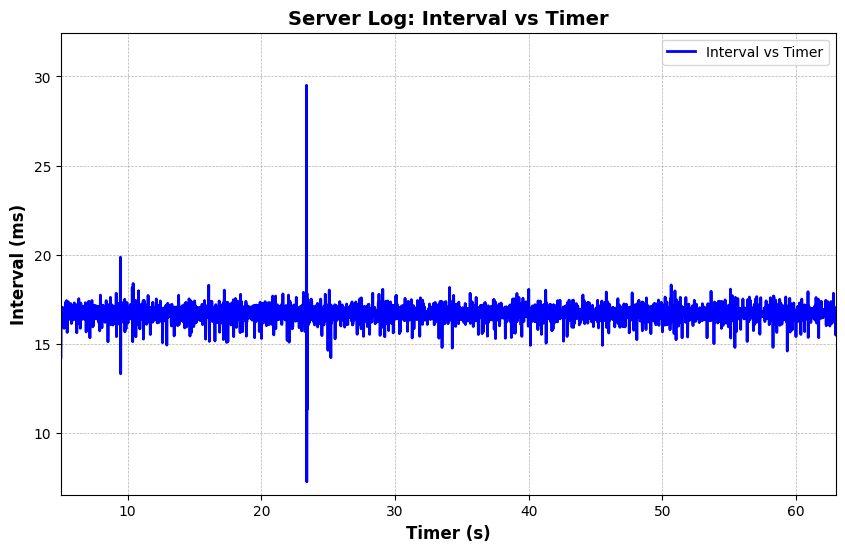 Server Log: Interval vs Timer
Interval vs Timer
30
25
20
15
10
Interval (ms)
10 20 30 40 50 60
Timer (s)